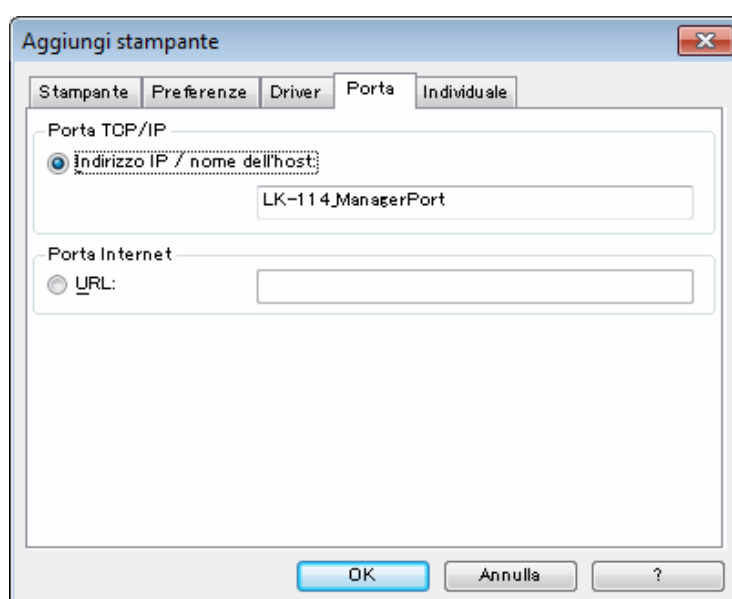 Aggiungi stampante
Stampante Preferenze Driver Porta Individuale
Porta TCP/IP
Indirizzo IP / nome dell'host:
LK-114_ManagerPort
Porta Internet
URL:
OK Annulla ?